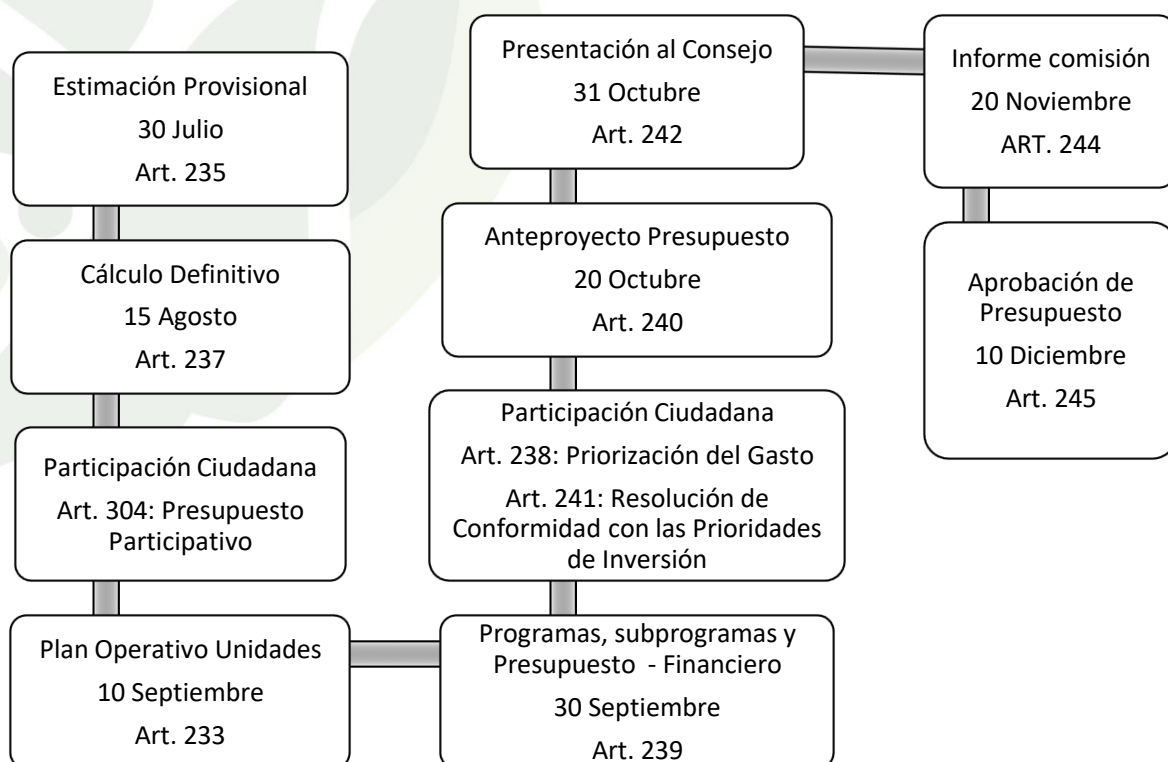 Estimación Provisional
30 Julio
Art. 235
Cálculo Definitivo
15 Agosto
Art. 237
Participación Ciudadana
Art. 304: Presupuesto
Participativo
Plan Operativo Unidades
10 Septiembre
Art. 233
Programas, subprogramas y
Presupuesto - Financiero
30 Septiembre
Art. 239
Participación Ciudadana
Art. 238: Priorización del Gasto
Art. 241: Resolución de
Conformidad con las Prioridades
de Inversión
Anteproyecto Presupuesto
20 Octubre
Art. 240
Presentación al Consejo
31 Octubre
Art. 242
Informe comisión
20 Noviembre
ART. 244
Aprobación de
Presupuesto
10 Diciembre
Art. 245